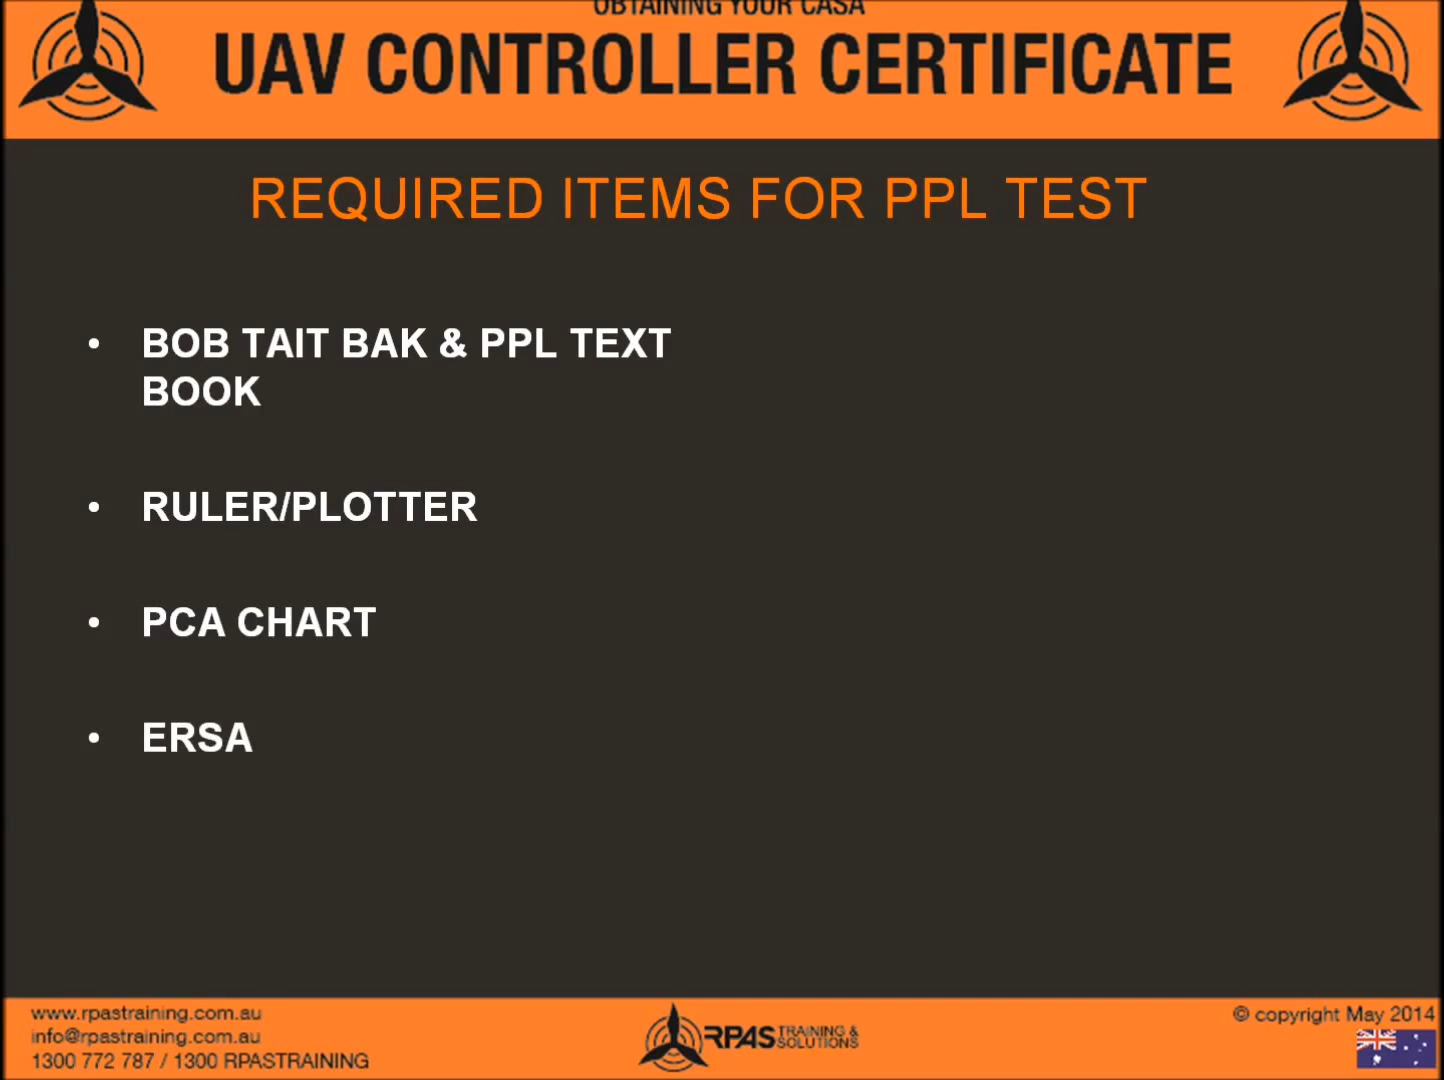 OBTAINING YOUR CASA
UAV CONTROLLER CERTIFICATE
REQUIRED ITEMS FOR PPL TEST
• BOB TAIT BAK & PPL TEXT
BOOK
• RULER/PLOTTER
• PCA CHART
• ERSA
www.rpastraining.com.au
info@rpastraining.com.au
1300 772 787 / 1300 RPASTRAINING
RPAS TRAINING &
SOLUTIONS
© copyright May 2014